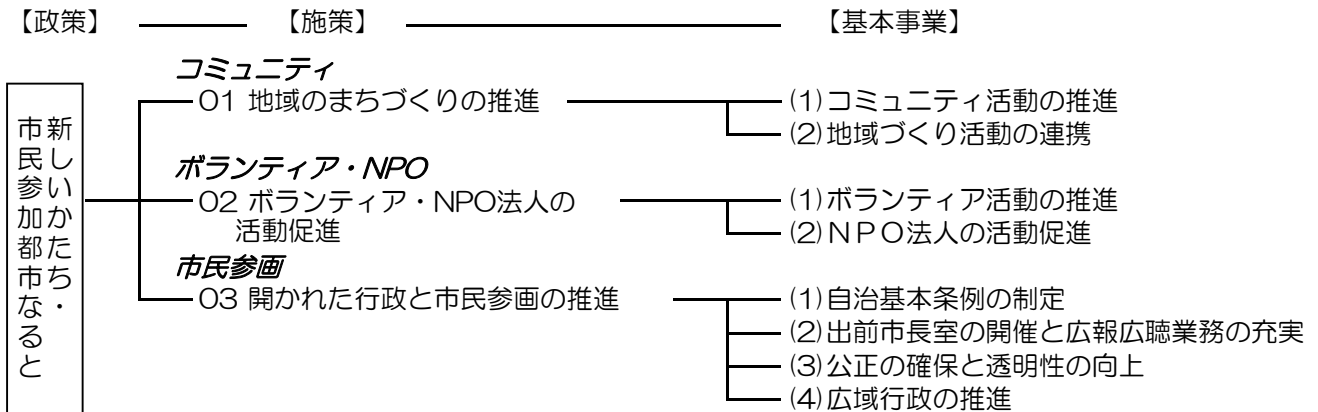 【政策】 【施策】 【基本事業】
新しいかたち・
市民参加都市なると
コミュニティ
01 地域のまちづくりの推進
(1)コミュニティ活動の推進
(2)地域づくり活動の連携
ボランティア・NPO
02 ボランティア・NPO法人の
活動促進
(1)ボランティア活動の推進
(2)ＮＰＯ法人の活動促進
市民参画
03 開かれた行政と市民参画の推進
(1)自治基本条例の制定
(2)出前市長室の開催と広報広聴業務の充実
(3)公正の確保と透明性の向上
(4)広域行政の推進